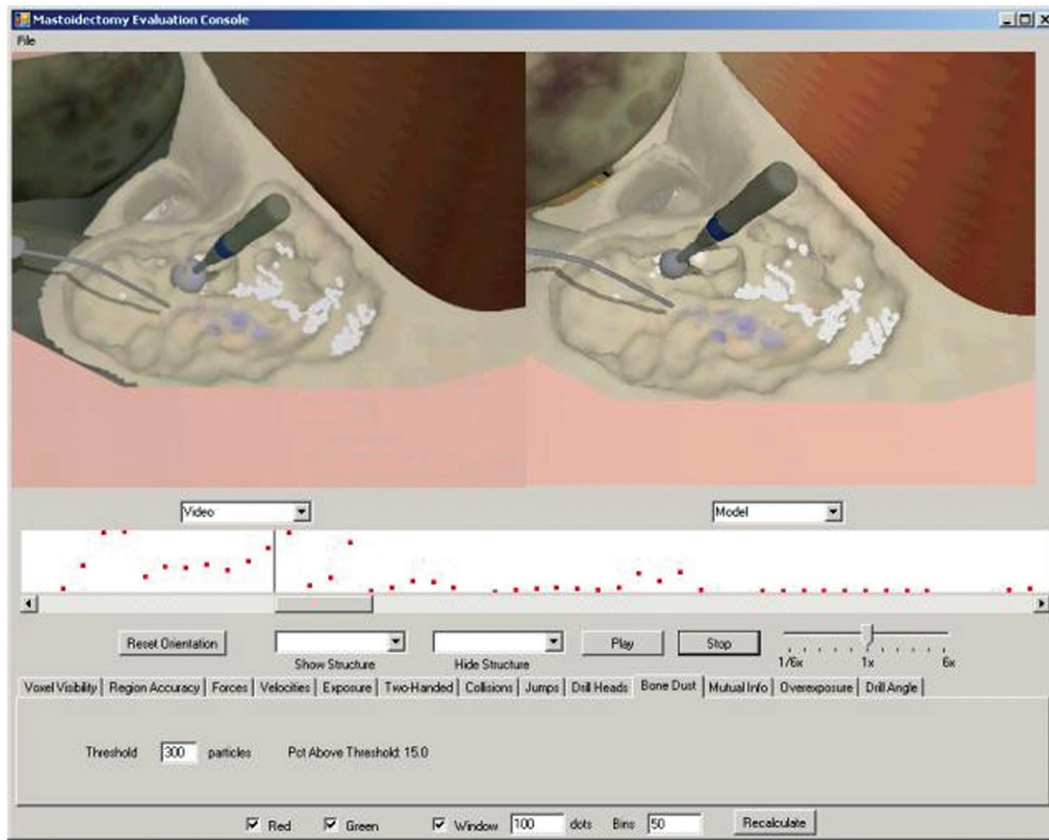 Mastoidectomy Evaluation Console
File
Video Model
Reset Orientation Show Structure Hide Structure Play Stop 1/6x 1x 6x
Voxel Visibility Region Accuracy Forces Velocities Exposure Two-Handed Collisions Jumps Drill Heads Bone Dust Mutual Info Overexposure Drill Angle
Threshold 300 particles Pct Above Threshold: 15.0
Red Green Window 100 dots Bins 50 Recalculate